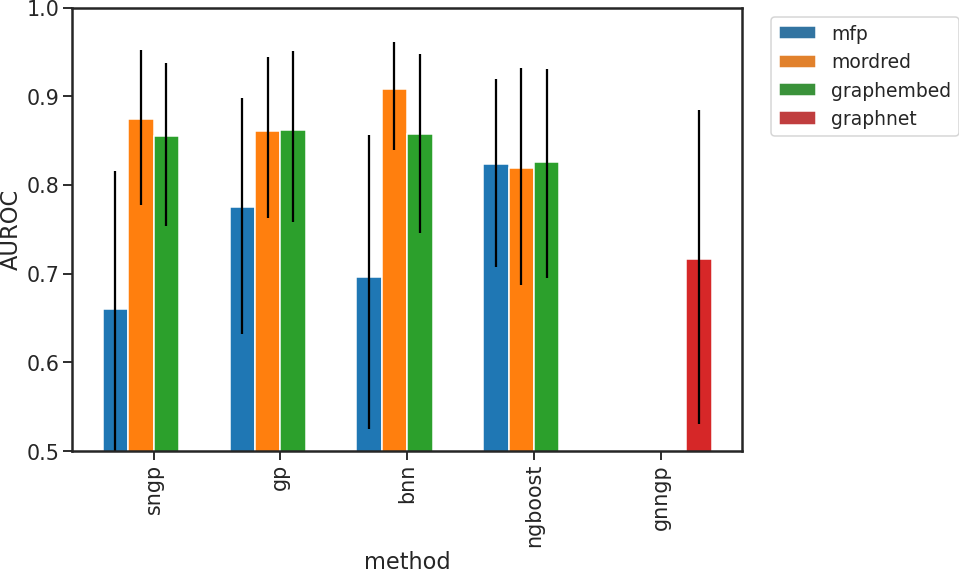 1.0
0.9
0.8
0.7
0.6
0.5
AUROC
sngp
gp
bnn
ngboost
gnngp
method
mfp
mordred
graphembed
graphnet